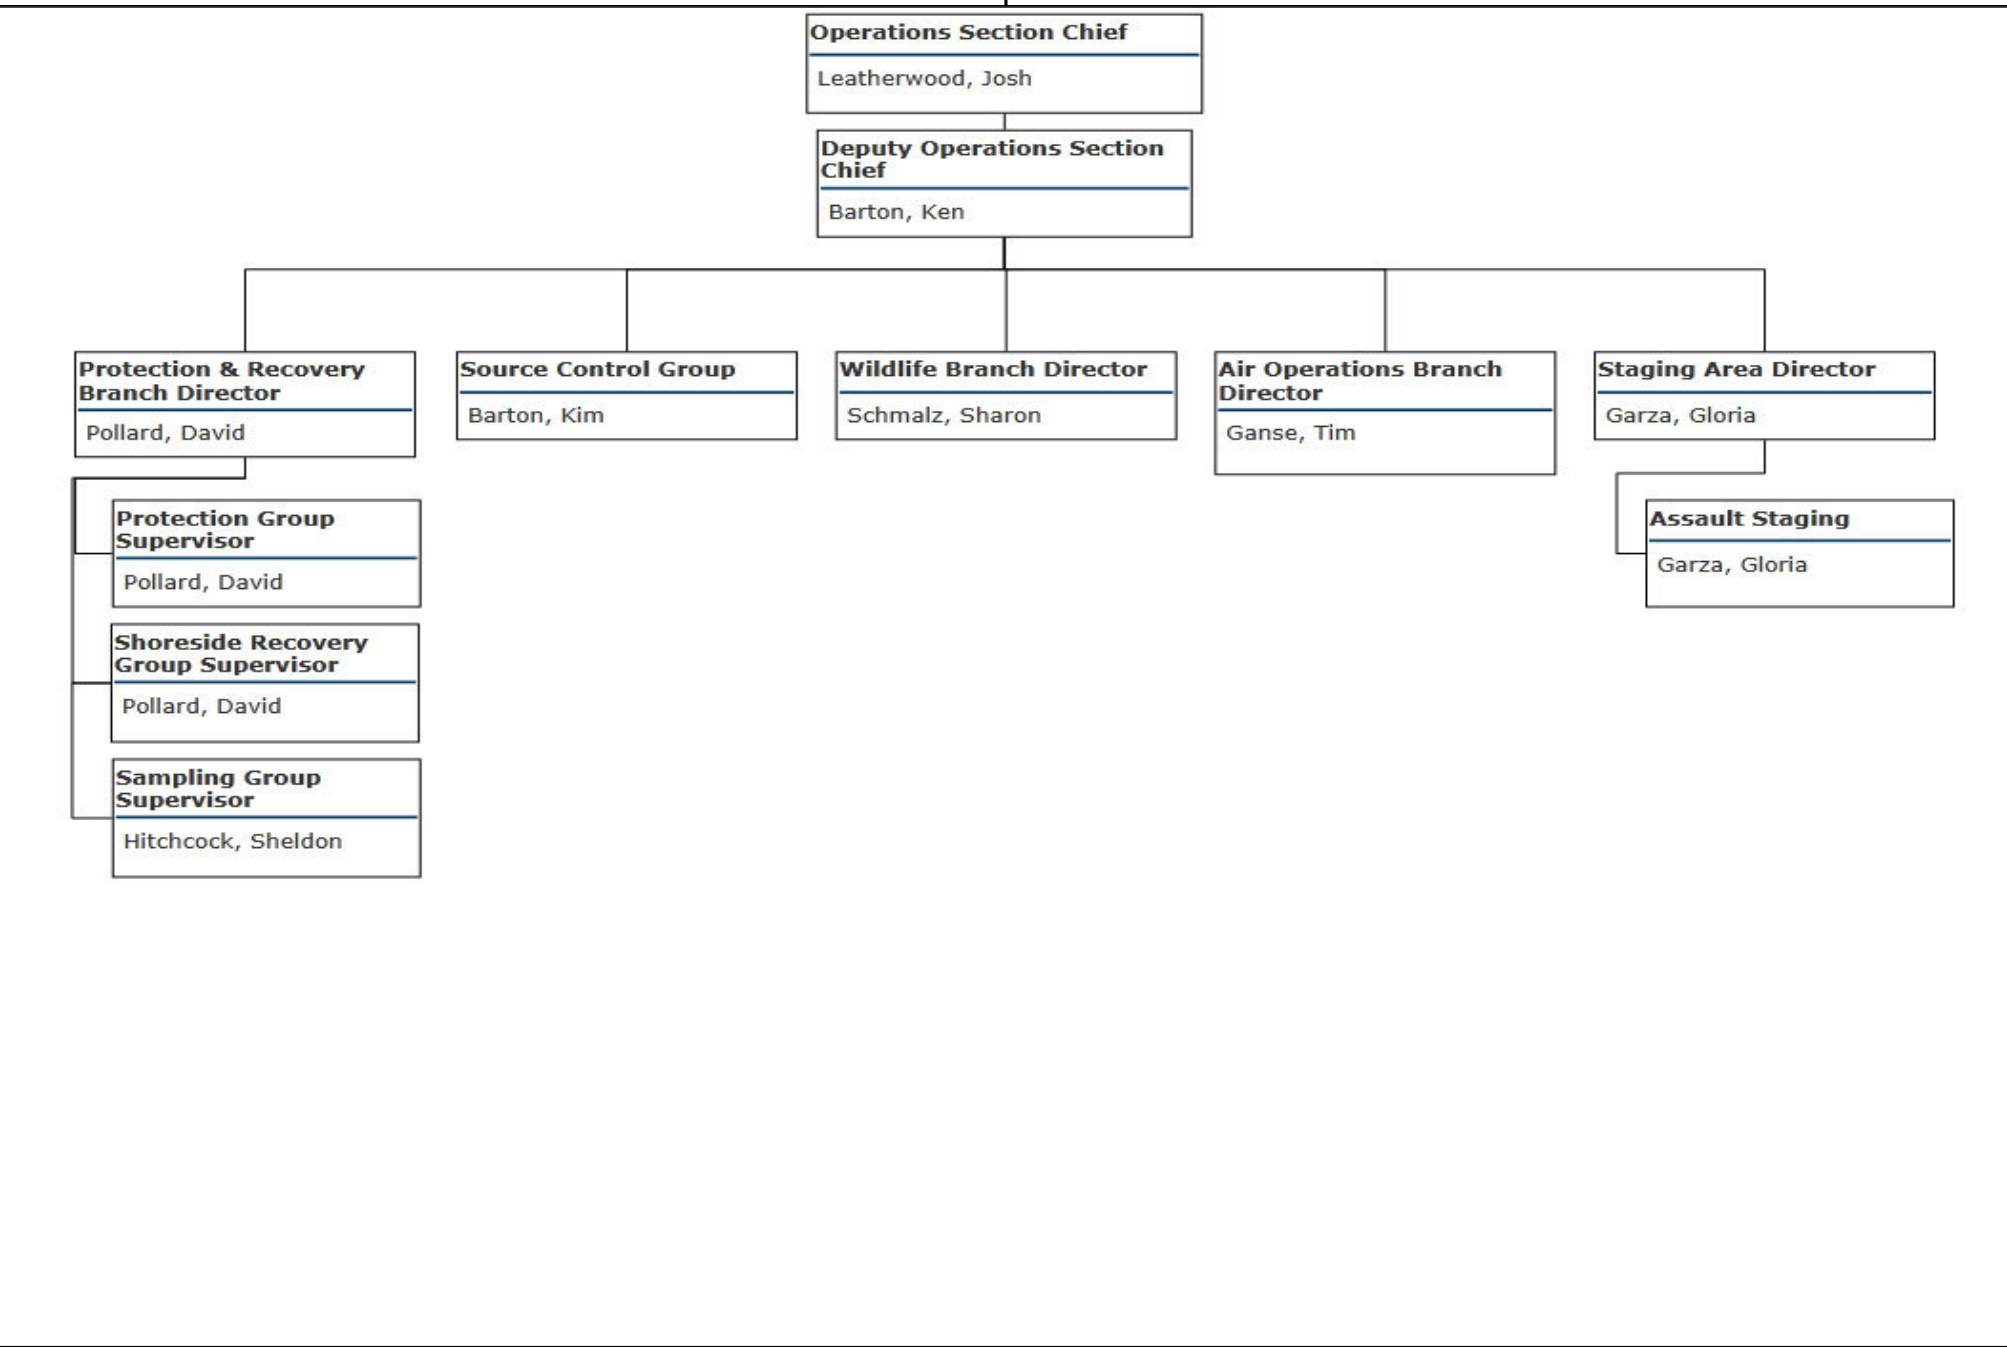 Operations Section Chief
Leatherwood, Josh
Deputy Operations Section
Chief
Barton, Ken
Protection & Recovery
Branch Director
Pollard, David
Source Control Group
Barton, Kim
Wildlife Branch Director
Schmalz, Sharon
Air Operations Branch
Director
Ganse, Tim
Staging Area Director
Garza, Gloria
Protection Group
Supervisor
Pollard, David
Shoreside Recovery
Group Supervisor
Pollard, David
Sampling Group
Supervisor
Hitchcock, Sheldon
Assault Staging
Garza, Gloria